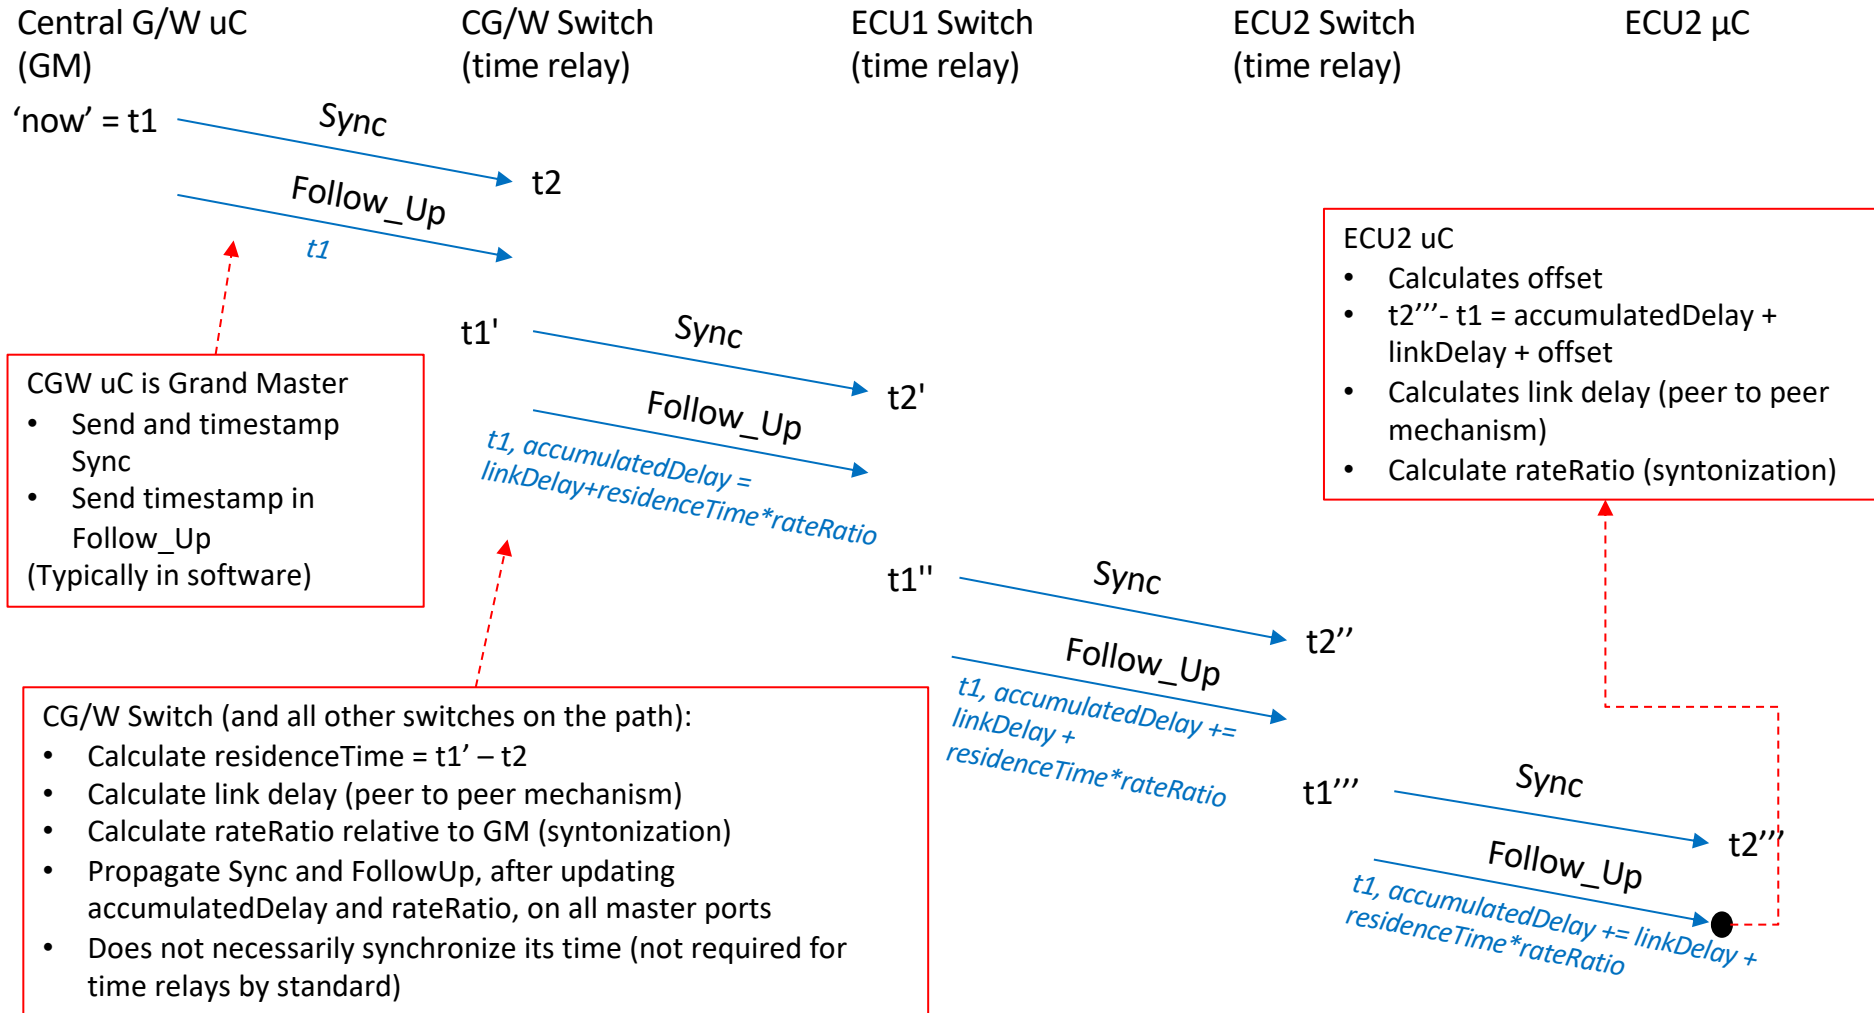 Central G/W uC
(GM)
CG/W Switch
(time relay)
ECU1 Switch
(time relay)
ECU2 Switch
(time relay)
ECU2 µC
‘now’ = t1
Sync
t2
Follow_Up
t1
t1'
Sync
t2'
Follow_Up
t1, accumulatedDelay =
linkDelay+residenceTime*rateRatio
CGW uC is Grand Master
• Send and timestamp
Sync
• Send timestamp in
Follow_Up
(Typically in software)
ECU2 uC
• Calculates offset
• t2’’’- t1 = accumulatedDelay +
linkDelay + offset
• Calculates link delay (peer to peer
mechanism)
• Calculate rateRatio (syntonization)
t1''
Sync
t2’’
Follow_Up
t1, accumulatedDelay +=
linkDelay +
residenceTime*rateRatio
t1’’’
Sync
t2’’’
Follow_Up
t1, accumulatedDelay += linkDelay +
residenceTime*rateRatio
CG/W Switch (and all other switches on the path):
• Calculate residenceTime = t1’ – t2
• Calculate link delay (peer to peer mechanism)
• Calculate rateRatio relative to GM (syntonization)
• Propagate Sync and FollowUp, after updating
accumulatedDelay and rateRatio, on all master ports
• Does not necessarily synchronize its time (not required for
time relays by standard)